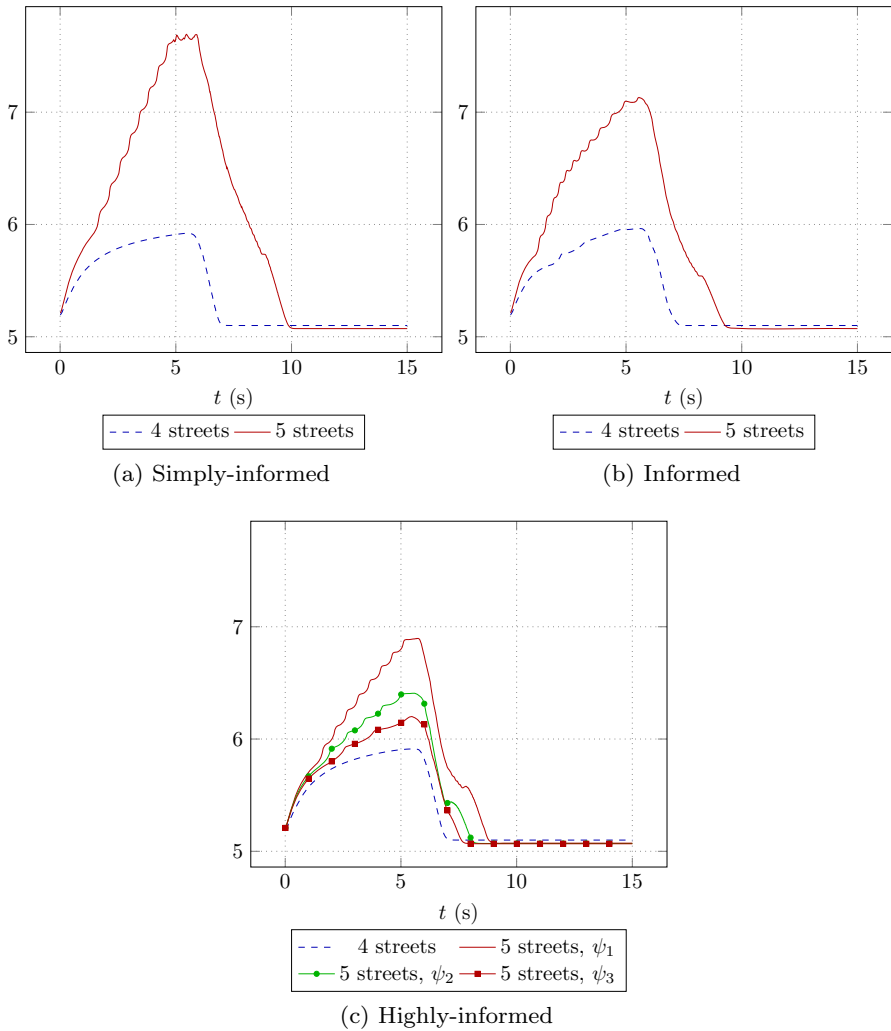 7
6
5
0 5 10 15
t (s)
4 streets 5 streets
(a) Simply-informed
7
6
5
0 5 10 15
t (s)
4 streets 5 streets
(b) Informed
7
6
5
0 5 10 15
t (s)
4 streets 5 streets, ψ₁
5 streets, ψ₂ 5 streets, ψ₃
(c) Highly-informed